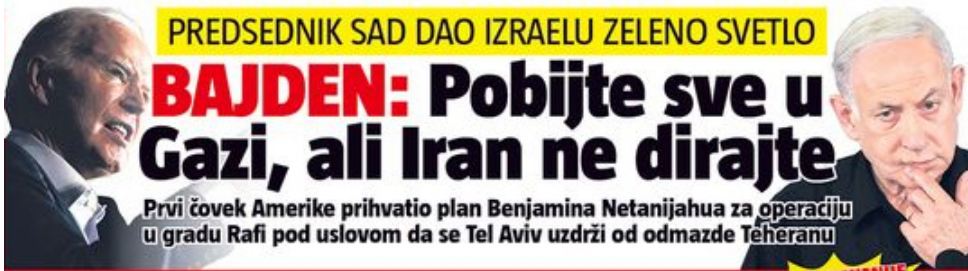 PREDSEDNIK SAD DAO IZRAELU ZELENO SVETLO
BAJDEN: Pobijte sve u
Gazi, ali Iran ne dirajte
Prvi čovek Amerike prihvatio plan Benjamina Netanijahua za operaciju
u gradu Rafi pod uslovom da se Tel Aviv uzdrži od odmazde Teheranu